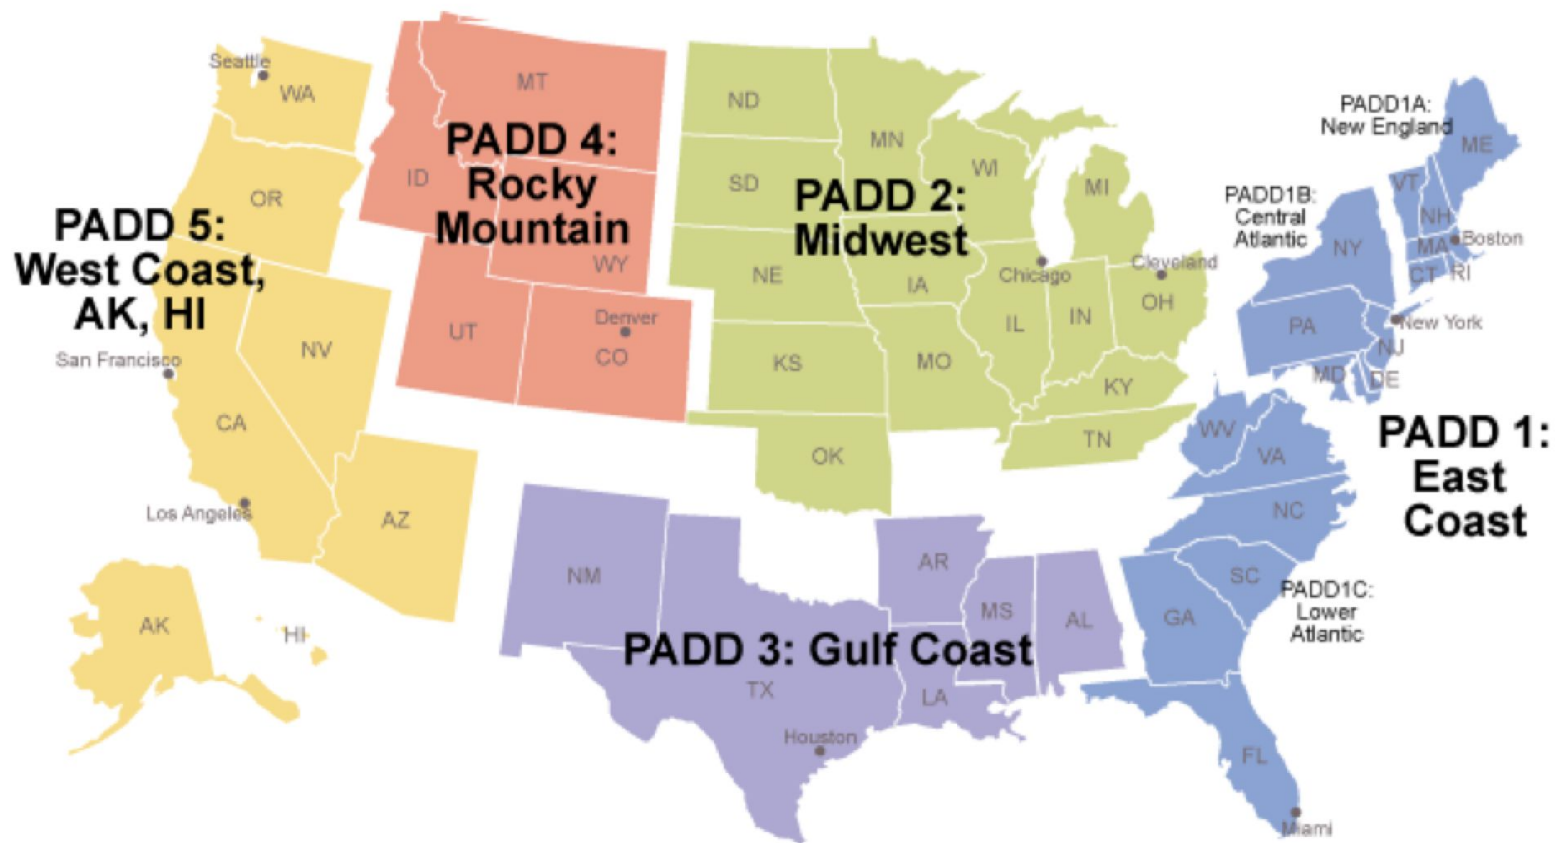 Seattle
WA
OR
PADD 5:
West Coast,
AK, HI
San Francisco
NV
CA
Los Angeles
AZ
AK
HI
MT
PADD 4:
Rocky
Mountain
ID
WY
UT
Denver
CO
ND
MN
SD
WI
MI
PADD 2:
Midwest
NE
IA
Chicago
Cleveland
IL
IN
OH
KS
MO
KY
OK
TN
NM
AR
MS
AL
PADD 3: Gulf Coast
TX
LA
Houston
PADD1A:
New England
ME
VT
NH
PADD1B:
Central
Atlantic
NY
MA
Boston
CT
RI
PA
New York
NJ
MD
DE
PADD 1:
East
Coast
WV
VA
NC
SC
PADD1C:
Lower
Atlantic
GA
FL
Miami